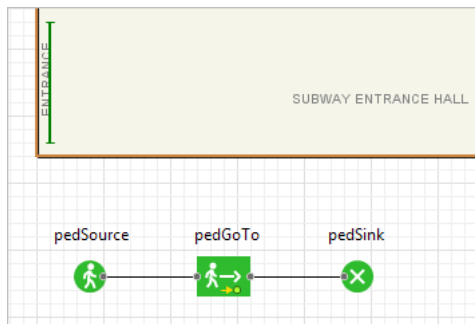 ENTRANCE
SUBWAY ENTRANCE HALL
pedSource pedGoTo pedSink